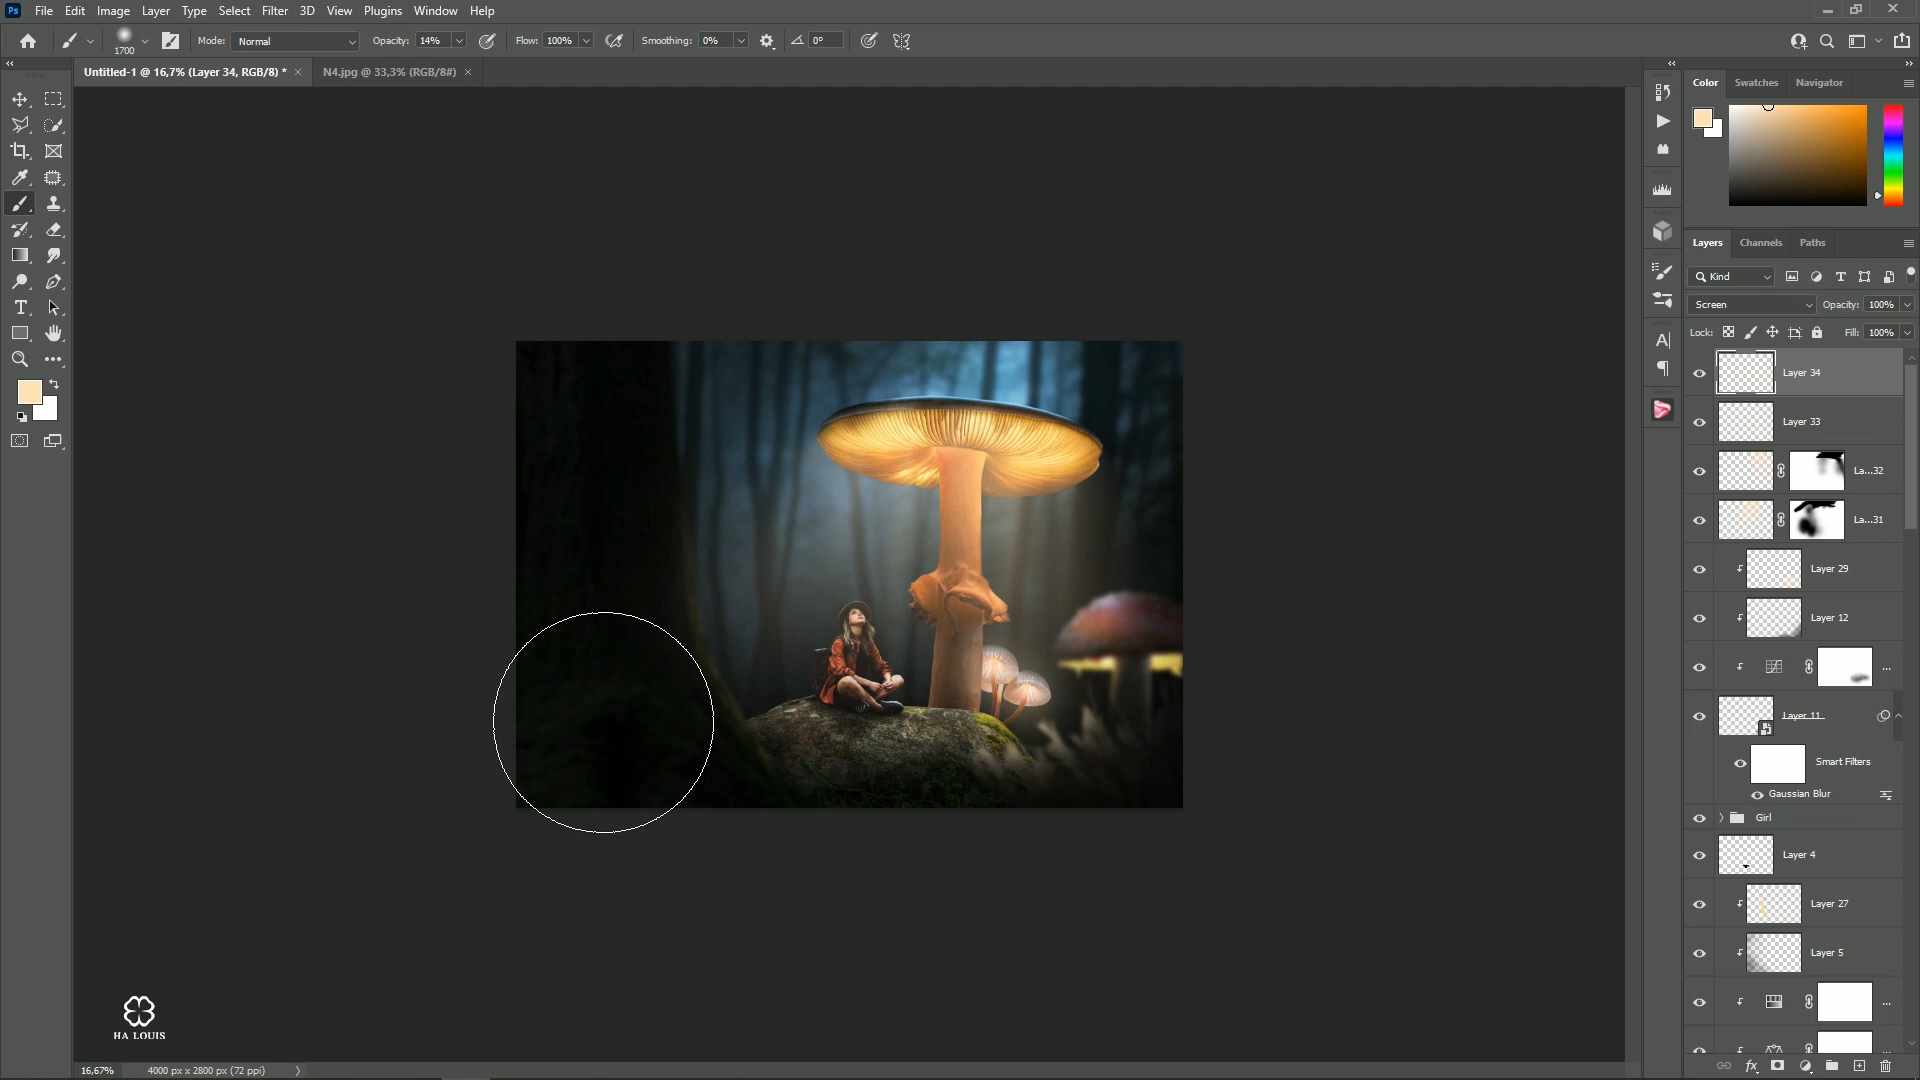 Ps File Edit Image Layer Type Select Filter 3D View Plugins Window Help
1700 Mode: Normal Opacity: 14% Flow: 100% Smoothing: 0% 0°
Untitled-1 @ 16,7% (Layer 34, RGB/8) * × N4.jpg @ 33,3% (RGB/8#) ×
Color Swatches Navigator
Layers Channels Paths
Kind
Screen Opacity: 100%
Lock: Fill: 100%
Layer 34
Layer 33
La...32
La...31
Layer 29
Layer 12
...
Layer 11
Smart Filters
Gaussian Blur
Girl
Layer 4
Layer 27
Layer 5
...
...
HA LOUIS
16,67% 4000 px x 2800 px (72 ppi)
fx